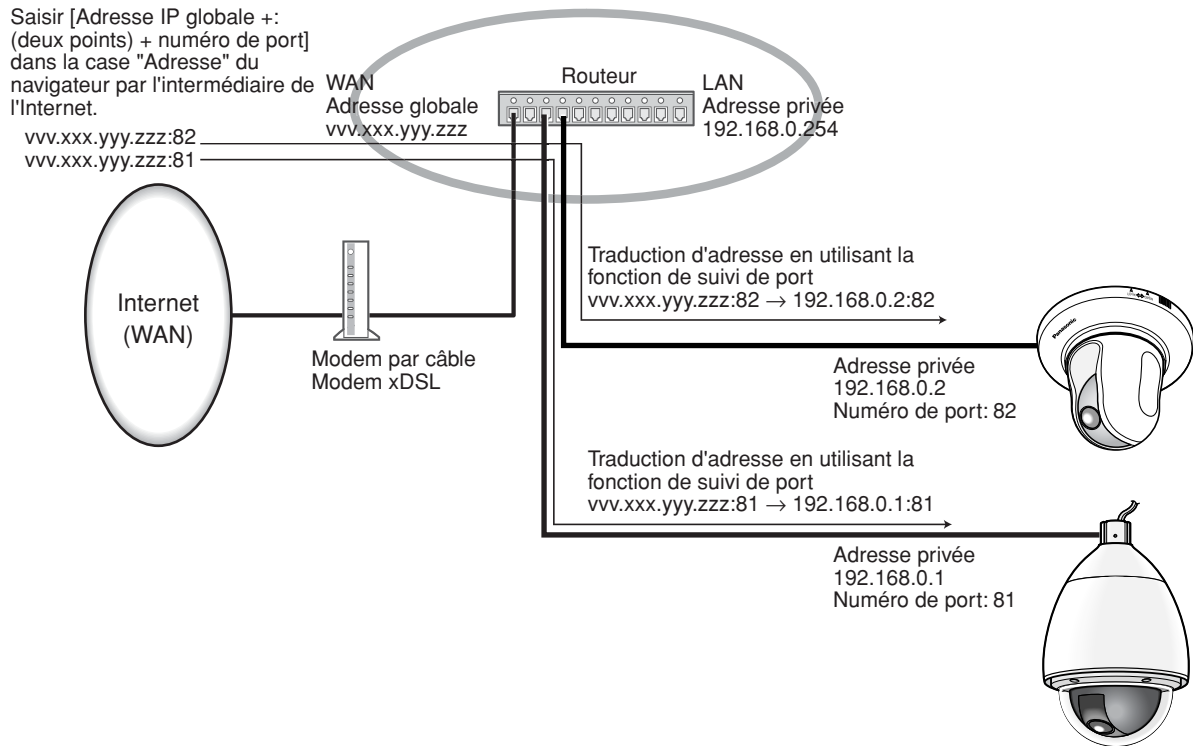 Saisir [Adresse IP globale +:
(deux points) + numéro de port]
dans la case "Adresse" du
navigateur par l'intermédiaire de
l'Internet.
vvv.xxx.yyy.zzz:82
vvv.xxx.yyy.zzz:81
WAN
Adresse globale
vvv.xxx.yyy.zzz
Routeur
LAN
Adresse privée
192.168.0.254
Internet
(WAN)
Modem par câble
Modem xDSL
Traduction d'adresse en utilisant la
fonction de suivi de port
vvv.xxx.yyy.zzz:82 → 192.168.0.2:82
Panasonic
Adresse privée
192.168.0.2
Numéro de port: 82
Traduction d'adresse en utilisant la
fonction de suivi de port
vvv.xxx.yyy.zzz:81 → 192.168.0.1:81
Adresse privée
192.168.0.1
Numéro de port: 81